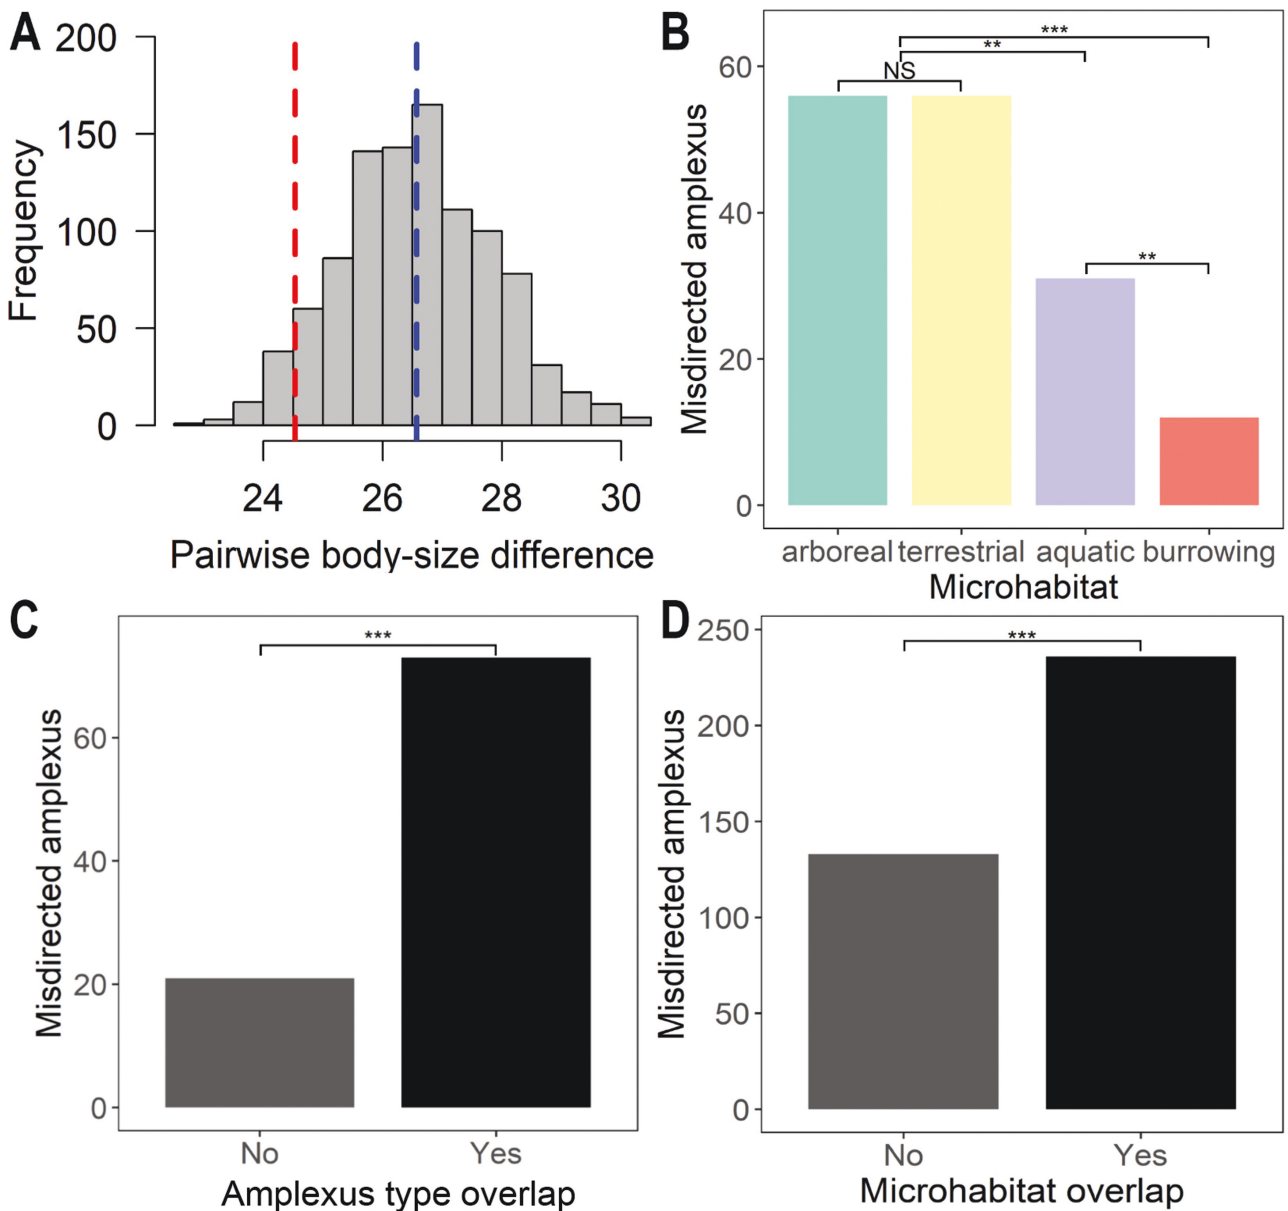 A
200
150
100
50
0
Frequency
24 26 28 30
Pairwise body-size difference
B
60
40
20
0
Misdirected amplexus
***
**
NS
**
arboreal terrestrial aquatic burrowing
Microhabitat
C
60
40
20
0
Misdirected amplexus
***
No Yes
Amplexus type overlap
D
250
200
150
100
50
0
Misdirected amplexus
***
No Yes
Microhabitat overlap